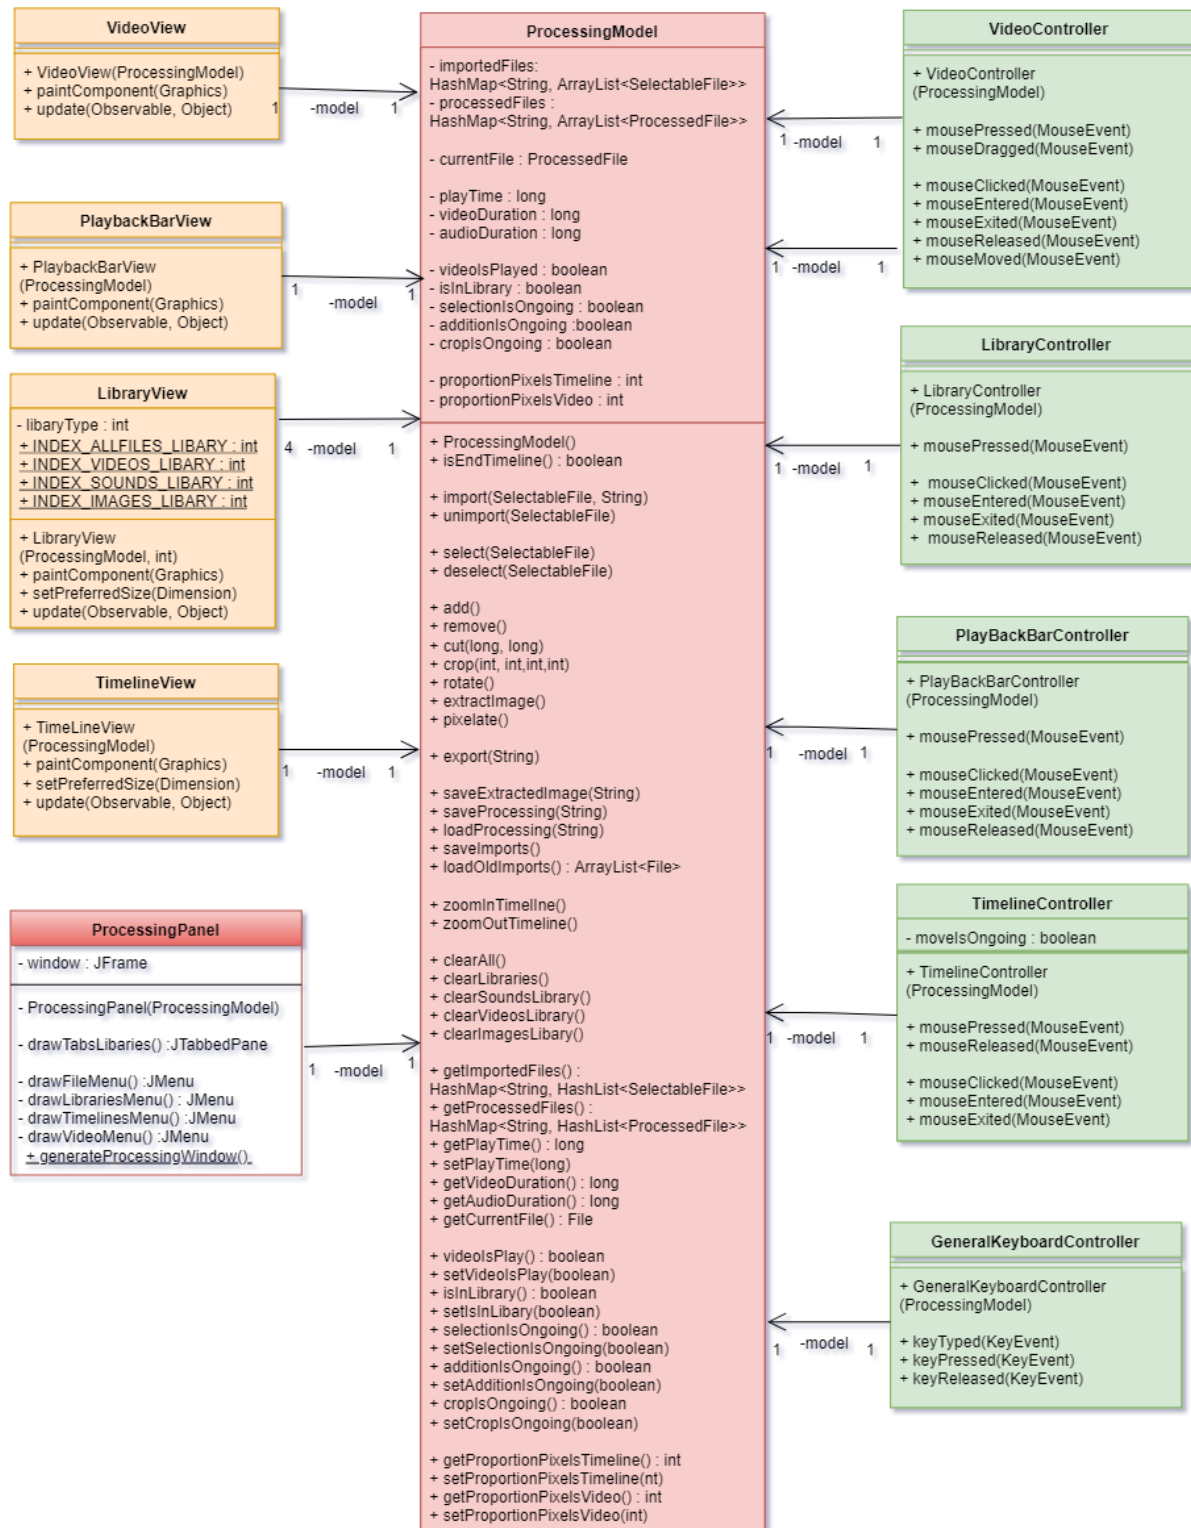 VideoView
+ VideoView(ProcessingModel)
+ paintComponent(Graphics)
+ update(Observable, Object)
1 -model 1
PlaybackBarView
+ PlaybackBarView
(ProcessingModel)
+ paintComponent(Graphics)
+ update(Observable, Object)
1 -model 1
LibraryView
- libaryType : int
+ INDEX_ALLFILES_LIBARY : int
+ INDEX_VIDEOS_LIBARY : int
+ INDEX_SOUNDS_LIBARY : int
+ INDEX_IMAGES_LIBARY : int
+ LibraryView
(ProcessingModel, int)
+ paintComponent(Graphics)
+ setPreferredSize(Dimension)
+ update(Observable, Object)
4 -model 1
TimelineView
+ TimeLineView
(ProcessingModel)
+ paintComponent(Graphics)
+ setPreferredSize(Dimension)
+ update(Observable, Object)
1 -model 1
ProcessingPanel
- window : JFrame
- ProcessingPanel(ProcessingModel)
- drawTabsLibaries() :JTabbedPane
- drawFileMenu() :JMenu
- drawLibrariesMenu() : JMenu
- drawTimelinesMenu() :JMenu
- drawVideoMenu() :JMenu
+ generateProcessingWindow()
1 -model 1
ProcessingModel
- importedFiles:
HashMap<String, ArrayList<SelectableFile>>
- processedFiles :
HashMap<String, ArrayList<ProcessedFile>>
- currentFile : ProcessedFile
- playTime : long
- videoDuration : long
- audioDuration : long
- videoIsPlayed : boolean
- isInLibrary : boolean
- selectionIsOngoing : boolean
- additionIsOngoing :boolean
- cropIsOngoing : boolean
- proportionPixelsTimeline : int
- proportionPixelsVideo : int
+ ProcessingModel()
+ isEndTimeline() : boolean
+ import(SelectableFile, String)
+ unimport(SelectableFile)
+ select(SelectableFile)
+ deselect(SelectableFile)
+ add()
+ remove()
+ cut(long, long)
+ crop(int, int,int,int)
+ rotate()
+ extractImage()
+ pixelate()
+ export(String)
+ saveExtractedImage(String)
+ saveProcessing(String)
+ loadProcessing(String)
+ saveImports()
+ loadOldImports() : ArrayList<File>
+ zoomInTimelIne()
+ zoomOutTimeline()
+ clearAll()
+ clearLibraries()
+ clearSoundsLibrary()
+ clearVideosLibrary()
+ clearImagesLibary()
+ getImportedFiles() :
HashMap<String, HashList<SelectableFile>>
+ getProcessedFiles() :
HashMap<String, HashList<ProcessedFile>>
+ getPlayTime() : long
+ setPlayTime(long)
+ getVideoDuration() : long
+ getAudioDuration() : long
+ getCurrentFile() : File
+ videoIsPlay() : boolean
+ setVideoIsPlay(boolean)
+ isInLibrary() : boolean
+ setIsInLibary(boolean)
+ selectionIsOngoing() : boolean
+ setSelectionIsOngoing(boolean)
+ additionIsOngoing() : boolean
+ setAdditionIsOngoing(boolean)
+ cropIsOngoing() : boolean
+ setCropIsOngoing(boolean)
+ getProportionPixelsTimeline() : int
+ setProportionPixelsTimeline(nt)
+ getProportionPixelsVideo() : int
+ setProportionPixelsVideo(int)
VideoController
+ VideoController
(ProcessingModel)
+ mousePressed(MouseEvent)
+ mouseDragged(MouseEvent)
+ mouseClicked(MouseEvent)
+ mouseEntered(MouseEvent)
+ mouseExited(MouseEvent)
+ mouseReleased(MouseEvent)
+ mouseMoved(MouseEvent)
1 -model 1
1 -model 1
LibraryController
+ LibraryController
(ProcessingModel)
+ mousePressed(MouseEvent)
+ mouseClicked(MouseEvent)
+ mouseEntered(MouseEvent)
+ mouseExited(MouseEvent)
+ mouseReleased(MouseEvent)
1 -model 1
PlayBackBarController
+ PlayBackBarController
(ProcessingModel)
+ mousePressed(MouseEvent)
+ mouseClicked(MouseEvent)
+ mouseEntered(MouseEvent)
+ mouseExited(MouseEvent)
+ mouseReleased(MouseEvent)
1 -model 1
TimelineController
- moveIsOngoing : boolean
+ TimelineController
(ProcessingModel)
+ mousePressed(MouseEvent)
+ mouseReleased(MouseEvent)
+ mouseClicked(MouseEvent)
+ mouseEntered(MouseEvent)
+ mouseExited(MouseEvent)
1 -model 1
GeneralKeyboardController
+ GeneralKeyboardController
(ProcessingModel)
+ keyTyped(KeyEvent)
+ keyPressed(KeyEvent)
+ keyReleased(KeyEvent)
1 -model 1